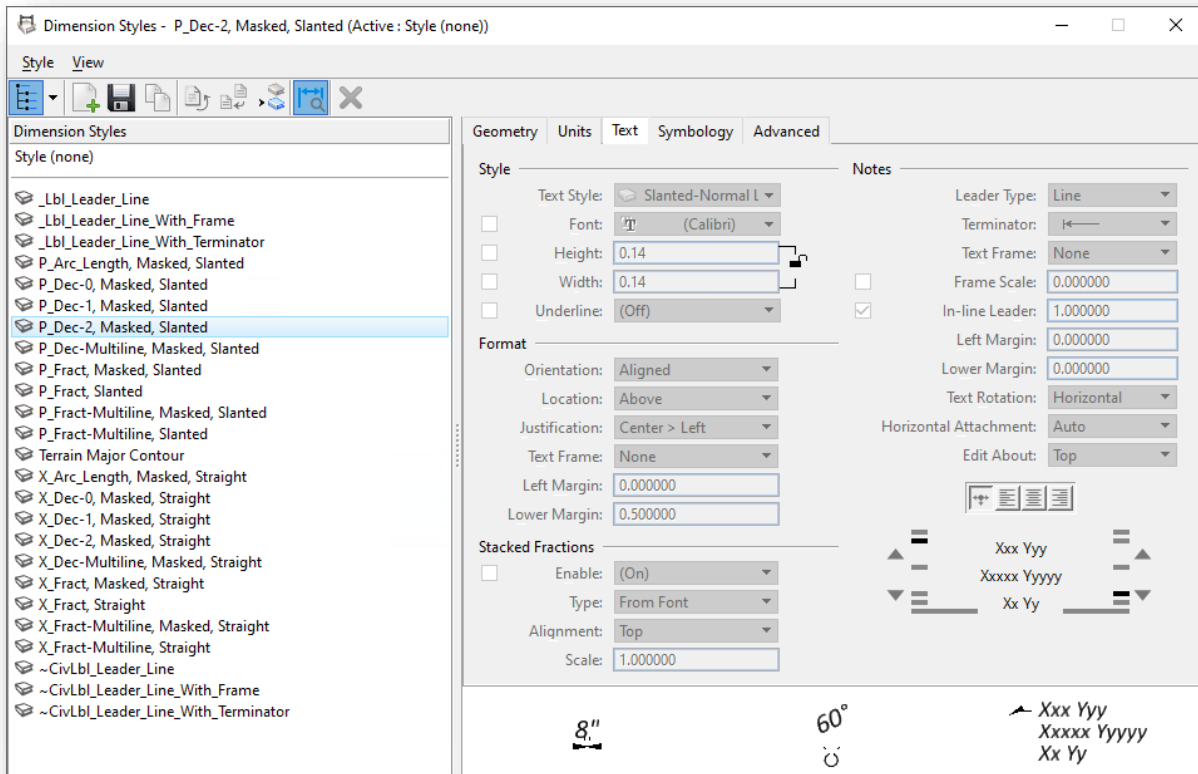 Dimension Styles - P_Dec-2, Masked, Slanted (Active : Style (none))
Style View
Dimension Styles
Style (none)
_Lbl_Leader_Line
_Lbl_Leader_Line_With_Frame
_Lbl_Leader_Line_With_Terminator
P_Arc_Length, Masked, Slanted
P_Dec-0, Masked, Slanted
P_Dec-1, Masked, Slanted
P_Dec-2, Masked, Slanted
P_Dec-Multiline, Masked, Slanted
P_Fract, Masked, Slanted
P_Fract, Slanted
P_Fract-Multiline, Masked, Slanted
P_Fract-Multiline, Slanted
Terrain Major Contour
X_Arc_Length, Masked, Straight
X_Dec-0, Masked, Straight
X_Dec-1, Masked, Straight
X_Dec-2, Masked, Straight
X_Dec-Multiline, Masked, Straight
X_Fract, Masked, Straight
X_Fract, Straight
X_Fract-Multiline, Masked, Straight
X_Fract-Multiline, Straight
~CivLbl_Leader_Line
~CivLbl_Leader_Line_With_Frame
~CivLbl_Leader_Line_With_Terminator
Geometry Units Text Symbology Advanced
Style
Text Style: Slanted-Normal L
Font: (Calibri)
Height: 0.14
Width: 0.14
Underline: (Off)
Format
Orientation: Aligned
Location: Above
Justification: Center > Left
Text Frame: None
Left Margin: 0.000000
Lower Margin: 0.500000
Stacked Fractions
Enable: (On)
Type: From Font
Alignment: Top
Scale: 1.000000
Notes
Leader Type: Line
Terminator:
Text Frame: None
Frame Scale: 0.000000
In-line Leader: 1.000000
Left Margin: 0.000000
Lower Margin: 0.000000
Text Rotation: Horizontal
Horizontal Attachment: Auto
Edit About: Top
Xxx Yyy
Xxxxx Yyyyy
Xx Yy
8"
60°
Xxx Yyy
Xxxxx Yyyyy
Xx Yy